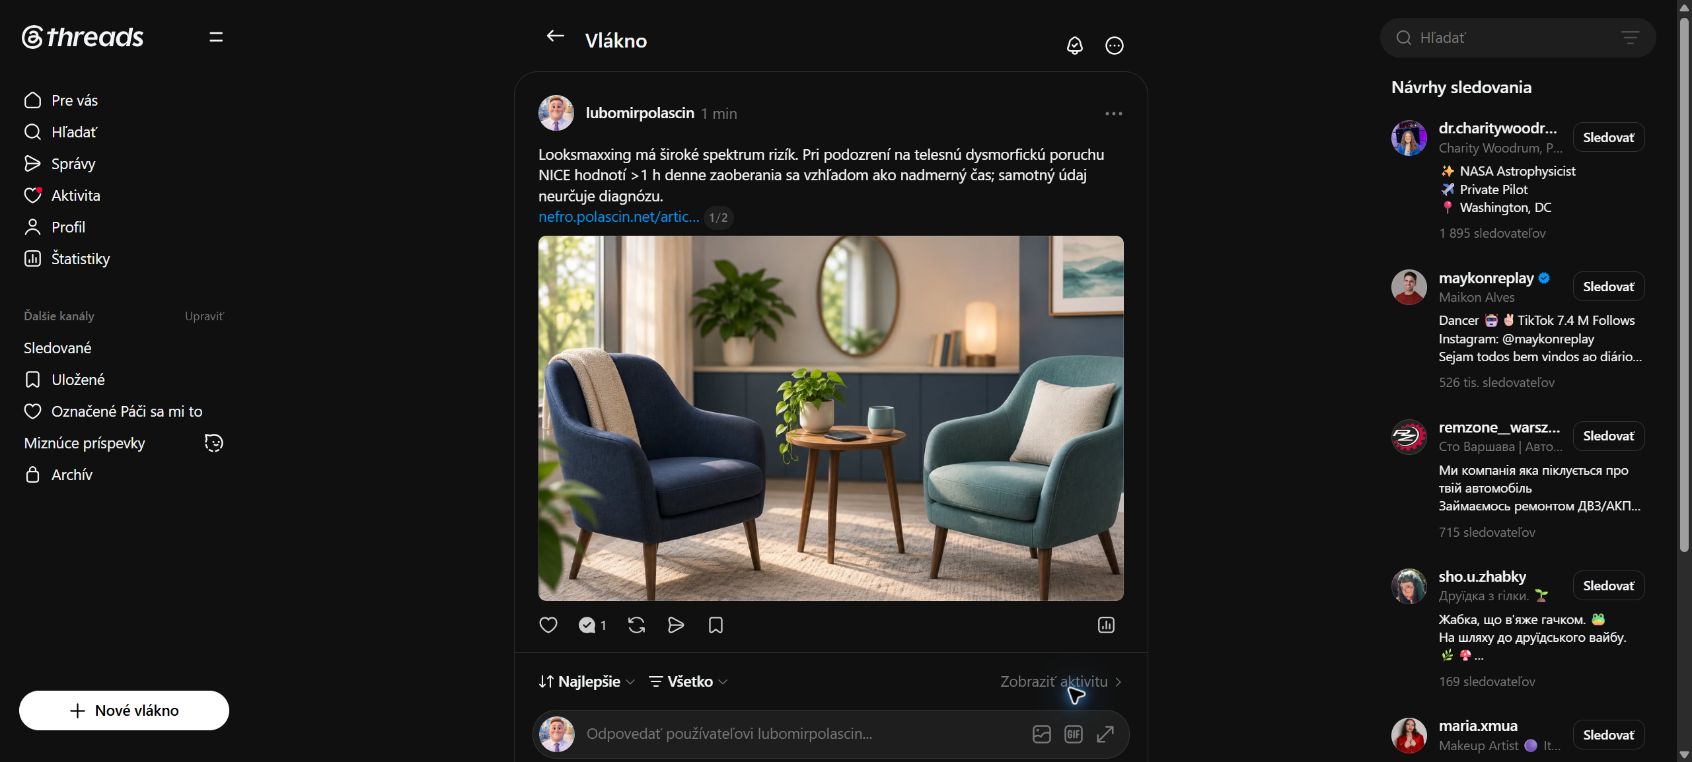 threads
Pre vás
Hľadať
Správy
Aktivita
Profil
Štatistiky
Ďalšie kanály
Upraviť
Sledované
Uložené
Označené Páči sa mi to
Miznúce príspevky
Archív
Nové vlákno
Vlákno
lubomirpolascin 1 min
Looksmaxxing má široké spektrum rizík. Pri podozrení na telesnú dysmorfickú poruchu
NICE hodnotí >1 h denne zaoberania sa vzhľadom ako nadmerný čas; samotný údaj
neurčuje diagnózu.
nefro.polascin.net/artic... 1/2
1
Najlepšie
Všetko
Zobraziť aktivitu
Odpovedať používateľovi lubomirpolascin...
GIF
Hľadať
Návrhy sledovania
dr.charitywoodr... Sledovať
Charity Woodrum, P...
✨ NASA Astrophysicist
✈️ Private Pilot
📍 Washington, DC
1 895 sledovateľov
maykonreplay Sledovať
Maikon Alves
Dancer 🤖✌🏻TikTok 7.4 M Follows
Instagram: @maykonreplay
Sejam todos bem vindos ao diário...
526 tis. sledovateľov
remzone__warsz... Sledovať
Сто Варшава | Авто...
Ми компанія яка піклується про
твій автомобіль
Займаємось ремонтом ДВЗ/АКП...
715 sledovateľov
sho.u.zhabky Sledovať
Друїдка з гілки. 🌱
Жабка, що в'яже гачком. 🐸
На шляху до друїдського вайбу.
🌿 🍄...
169 sledovateľov
maria.xmua Sledovať
Makeup Artist 🟣 It...